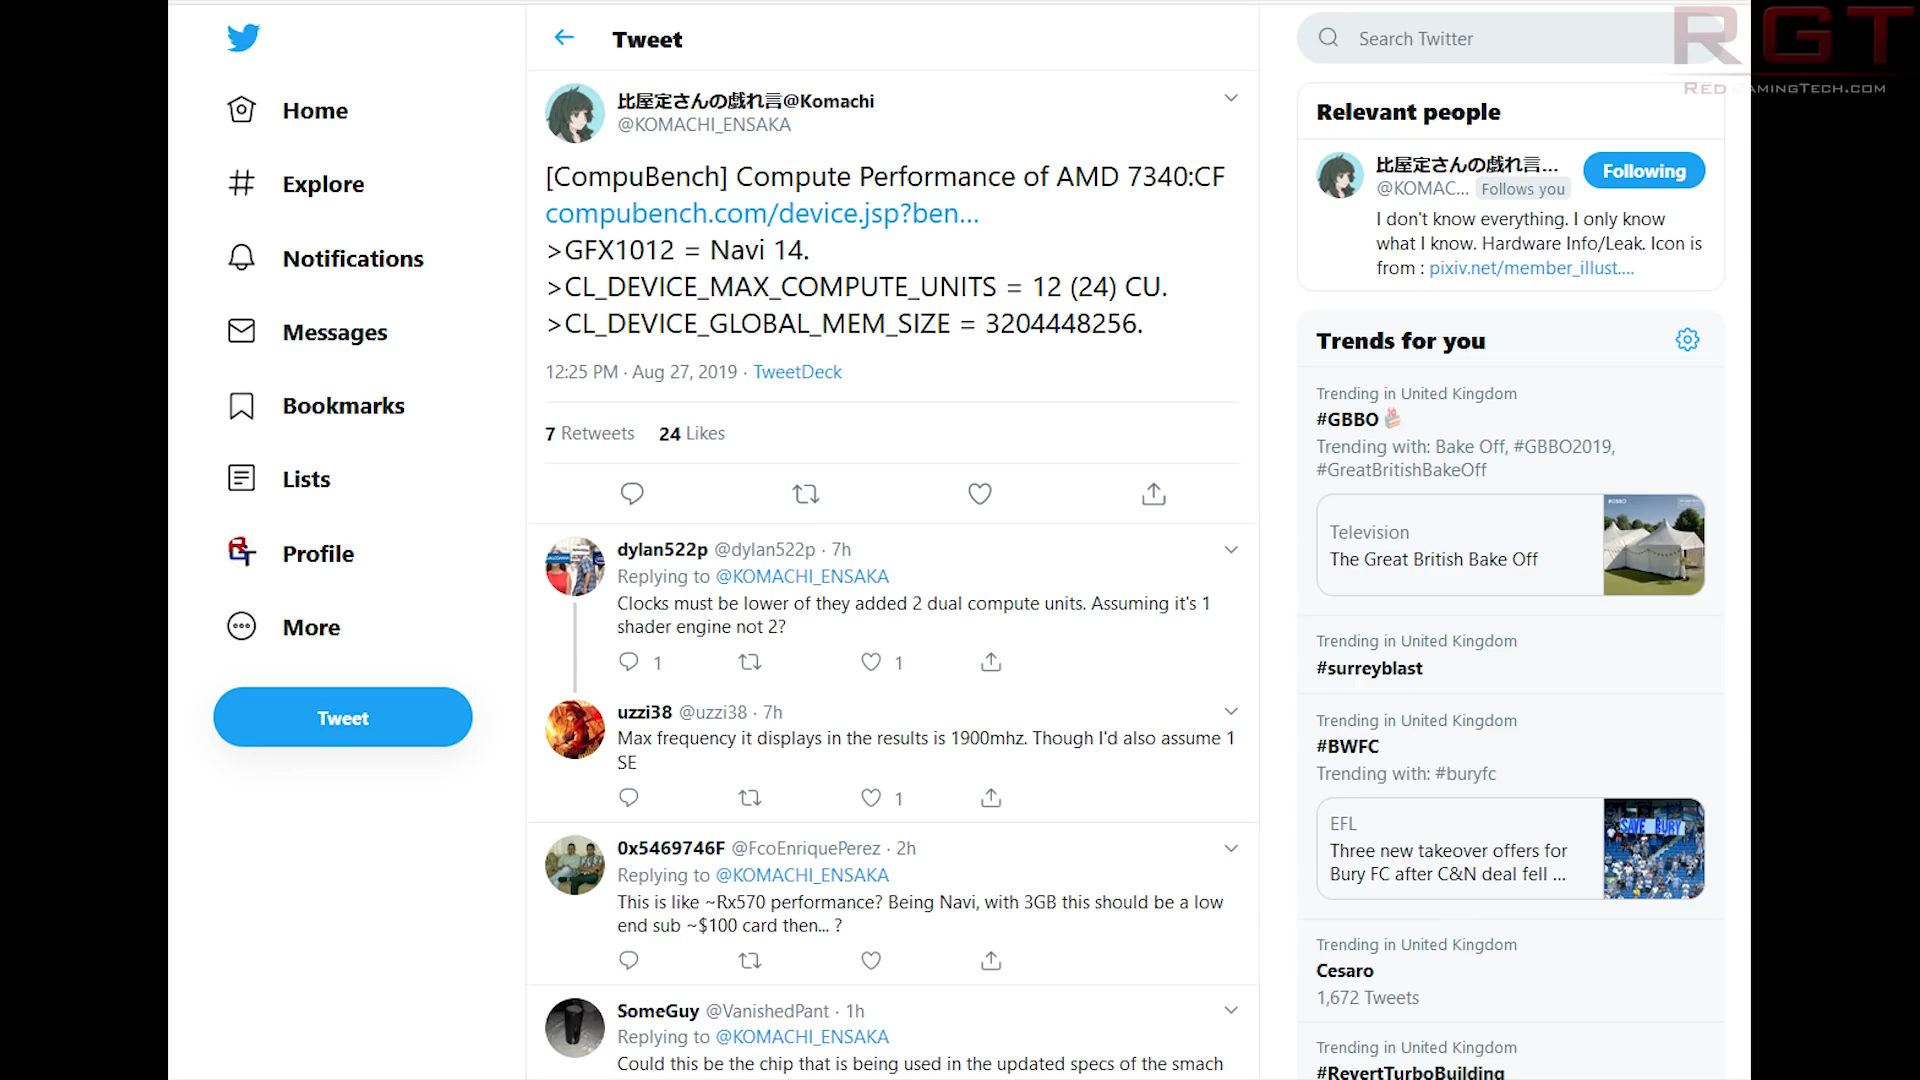 Home
Explore
Notifications
Messages
Bookmarks
Lists
Profile
More
Tweet
Tweet
比屋定さんの戯れ言@Komachi
@KOMACHI_ENSAKA
[CompuBench] Compute Performance of AMD 7340:CF
compubench.com/device.jsp?ben...
>GFX1012 = Navi 14.
>CL_DEVICE_MAX_COMPUTE_UNITS = 12 (24) CU.
>CL_DEVICE_GLOBAL_MEM_SIZE = 3204448256.
12:25 PM · Aug 27, 2019 · TweetDeck
7 Retweets 24 Likes
dylan522p @dylan522p · 7h
Replying to @KOMACHI_ENSAKA
Clocks must be lower of they added 2 dual compute units. Assuming it's 1
shader engine not 2?
1 1
uzzi38 @uzzi38 · 7h
Max frequency it displays in the results is 1900mhz. Though I'd also assume 1
SE
1
0x5469746F @FcoEnriquePerez · 2h
Replying to @KOMACHI_ENSAKA
This is like ~Rx570 performance? Being Navi, with 3GB this should be a low
end sub ~$100 card then... ?
SomeGuy @VanishedPant · 1h
Replying to @KOMACHI_ENSAKA
Could this be the chip that is being used in the updated specs of the smach
Search Twitter
RGT
REDGAMINGTECH.COM
Relevant people
比屋定さんの戯れ言...
@KOMAC... Follows you
Following
I don't know everything. I only know
what I know. Hardware Info/Leak. Icon is
from : pixiv.net/member_illust....
Trends for you
Trending in United Kingdom
#GBBO
Trending with: Bake Off, #GBBO2019,
#GreatBritishBakeOff
Television
The Great British Bake Off
Trending in United Kingdom
#surreyblast
Trending in United Kingdom
#BWFC
Trending with: #buryfc
EFL
Three new takeover offers for
Bury FC after C&N deal fell ...
SAVE BURY
Trending in United Kingdom
Cesaro
1,672 Tweets
Trending in United Kingdom
#RevertTurboBuilding